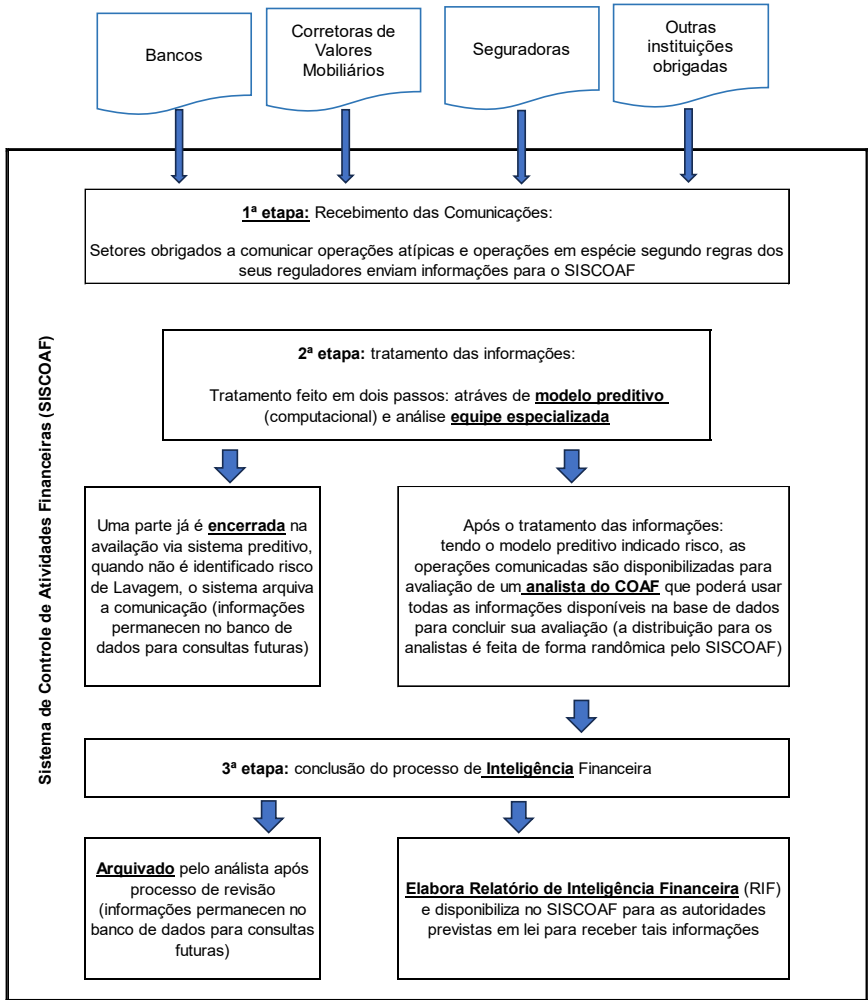 Bancos
Corretoras de
Valores
Mobiliários
Seguradoras
Outras
instituições
obrigadas
Sistema de Controle de Atividades Financeiras (SISCOAF)
1ª etapa: Recebimento das Comunicações:
Setores obrigados a comunicar operações atípicas e operações em espécie segundo regras dos
seus reguladores enviam informações para o SISCOAF
2ª etapa: tratamento das informações:
Tratamento feito em dois passos: atráves de modelo preditivo
(computacional) e análise equipe especializada
Uma parte já é encerrada na
availação via sistema preditivo,
quando não é identificado risco
de Lavagem, o sistema arquiva
a comunicação (informações
permanecen no banco de
dados para consultas futuras)
Após o tratamento das informações:
tendo o modelo preditivo indicado risco, as
operações comunicadas são disponibilizadas para
avaliação de um analista do COAF que poderá usar
todas as informações disponíveis na base de dados
para concluir sua avaliação (a distribuição para os
analistas é feita de forma randômica pelo SISCOAF)
3ª etapa: conclusão do processo de Inteligência Financeira
Arquivado pelo análista após
processo de revisão
(informações permanecen no
banco de dados para consultas
futuras)
Elabora Relatório de Inteligência Financeira (RIF)
e disponibiliza no SISCOAF para as autoridades
previstas em lei para receber tais informações